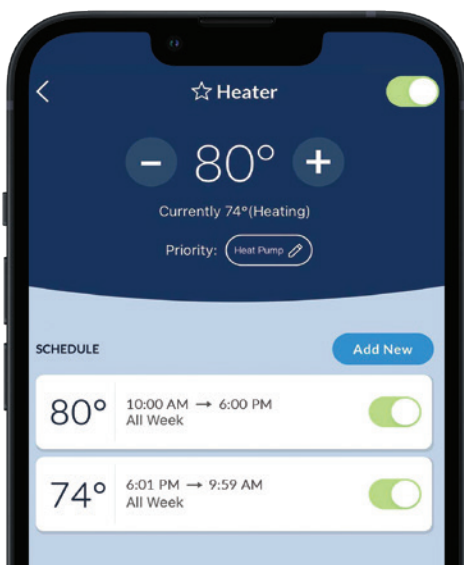 Heater
− 80° +
Currently 74°(Heating)
Priority: Heat Pump
SCHEDULE
Add New
80°
10:00 AM → 6:00 PM
All Week
74°
6:01 PM → 9:59 AM
All Week